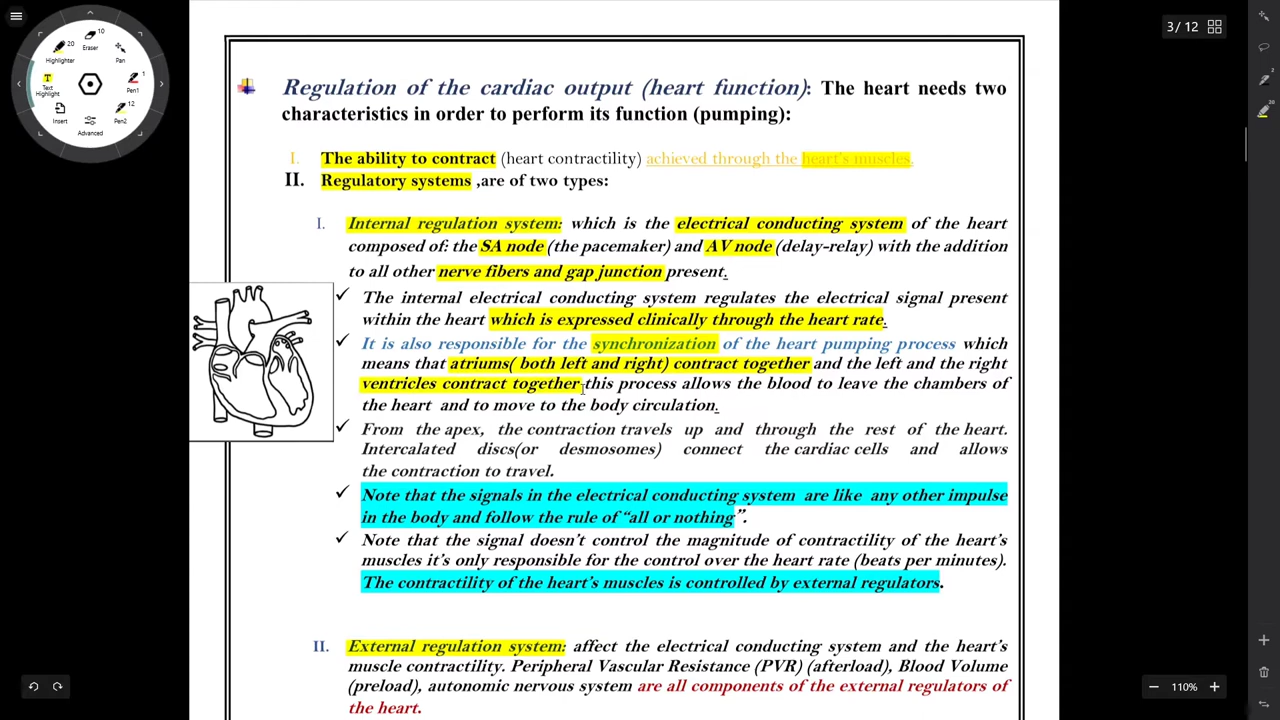 20
10
Highlighter
Eraser
Pan
T
Text
Highlight
1
Pen1
12
Insert
Pen2
Advanced
3 / 12
Regulation of the cardiac output (heart function): The heart needs two
characteristics in order to perform its function (pumping):
I. The ability to contract (heart contractility) achieved through the heart's muscles.
II. Regulatory systems ,are of two types:
I. Internal regulation system: which is the electrical conducting system of the heart
composed of: the SA node (the pacemaker) and AV node (delay-relay) with the addition
to all other nerve fibers and gap junction present.
✓ The internal electrical conducting system regulates the electrical signal present
within the heart which is expressed clinically through the heart rate.
✓ It is also responsible for the synchronization of the heart pumping process which
means that atriums( both left and right) contract together and the left and the right
ventricles contract together this process allows the blood to leave the chambers of
the heart and to move to the body circulation.
✓ From the apex, the contraction travels up and through the rest of the heart.
Intercalated discs(or desmosomes) connect the cardiac cells and allows
the contraction to travel.
✓ Note that the signals in the electrical conducting system are like any other impulse
in the body and follow the rule of “all or nothing”.
✓ Note that the signal doesn't control the magnitude of contractility of the heart's
muscles it's only responsible for the control over the heart rate (beats per minutes).
The contractility of the heart's muscles is controlled by external regulators.
II. External regulation system: affect the electrical conducting system and the heart's
muscle contractility. Peripheral Vascular Resistance (PVR) (afterload), Blood Volume
(preload), autonomic nervous system are all components of the external regulators of
the heart.
110%